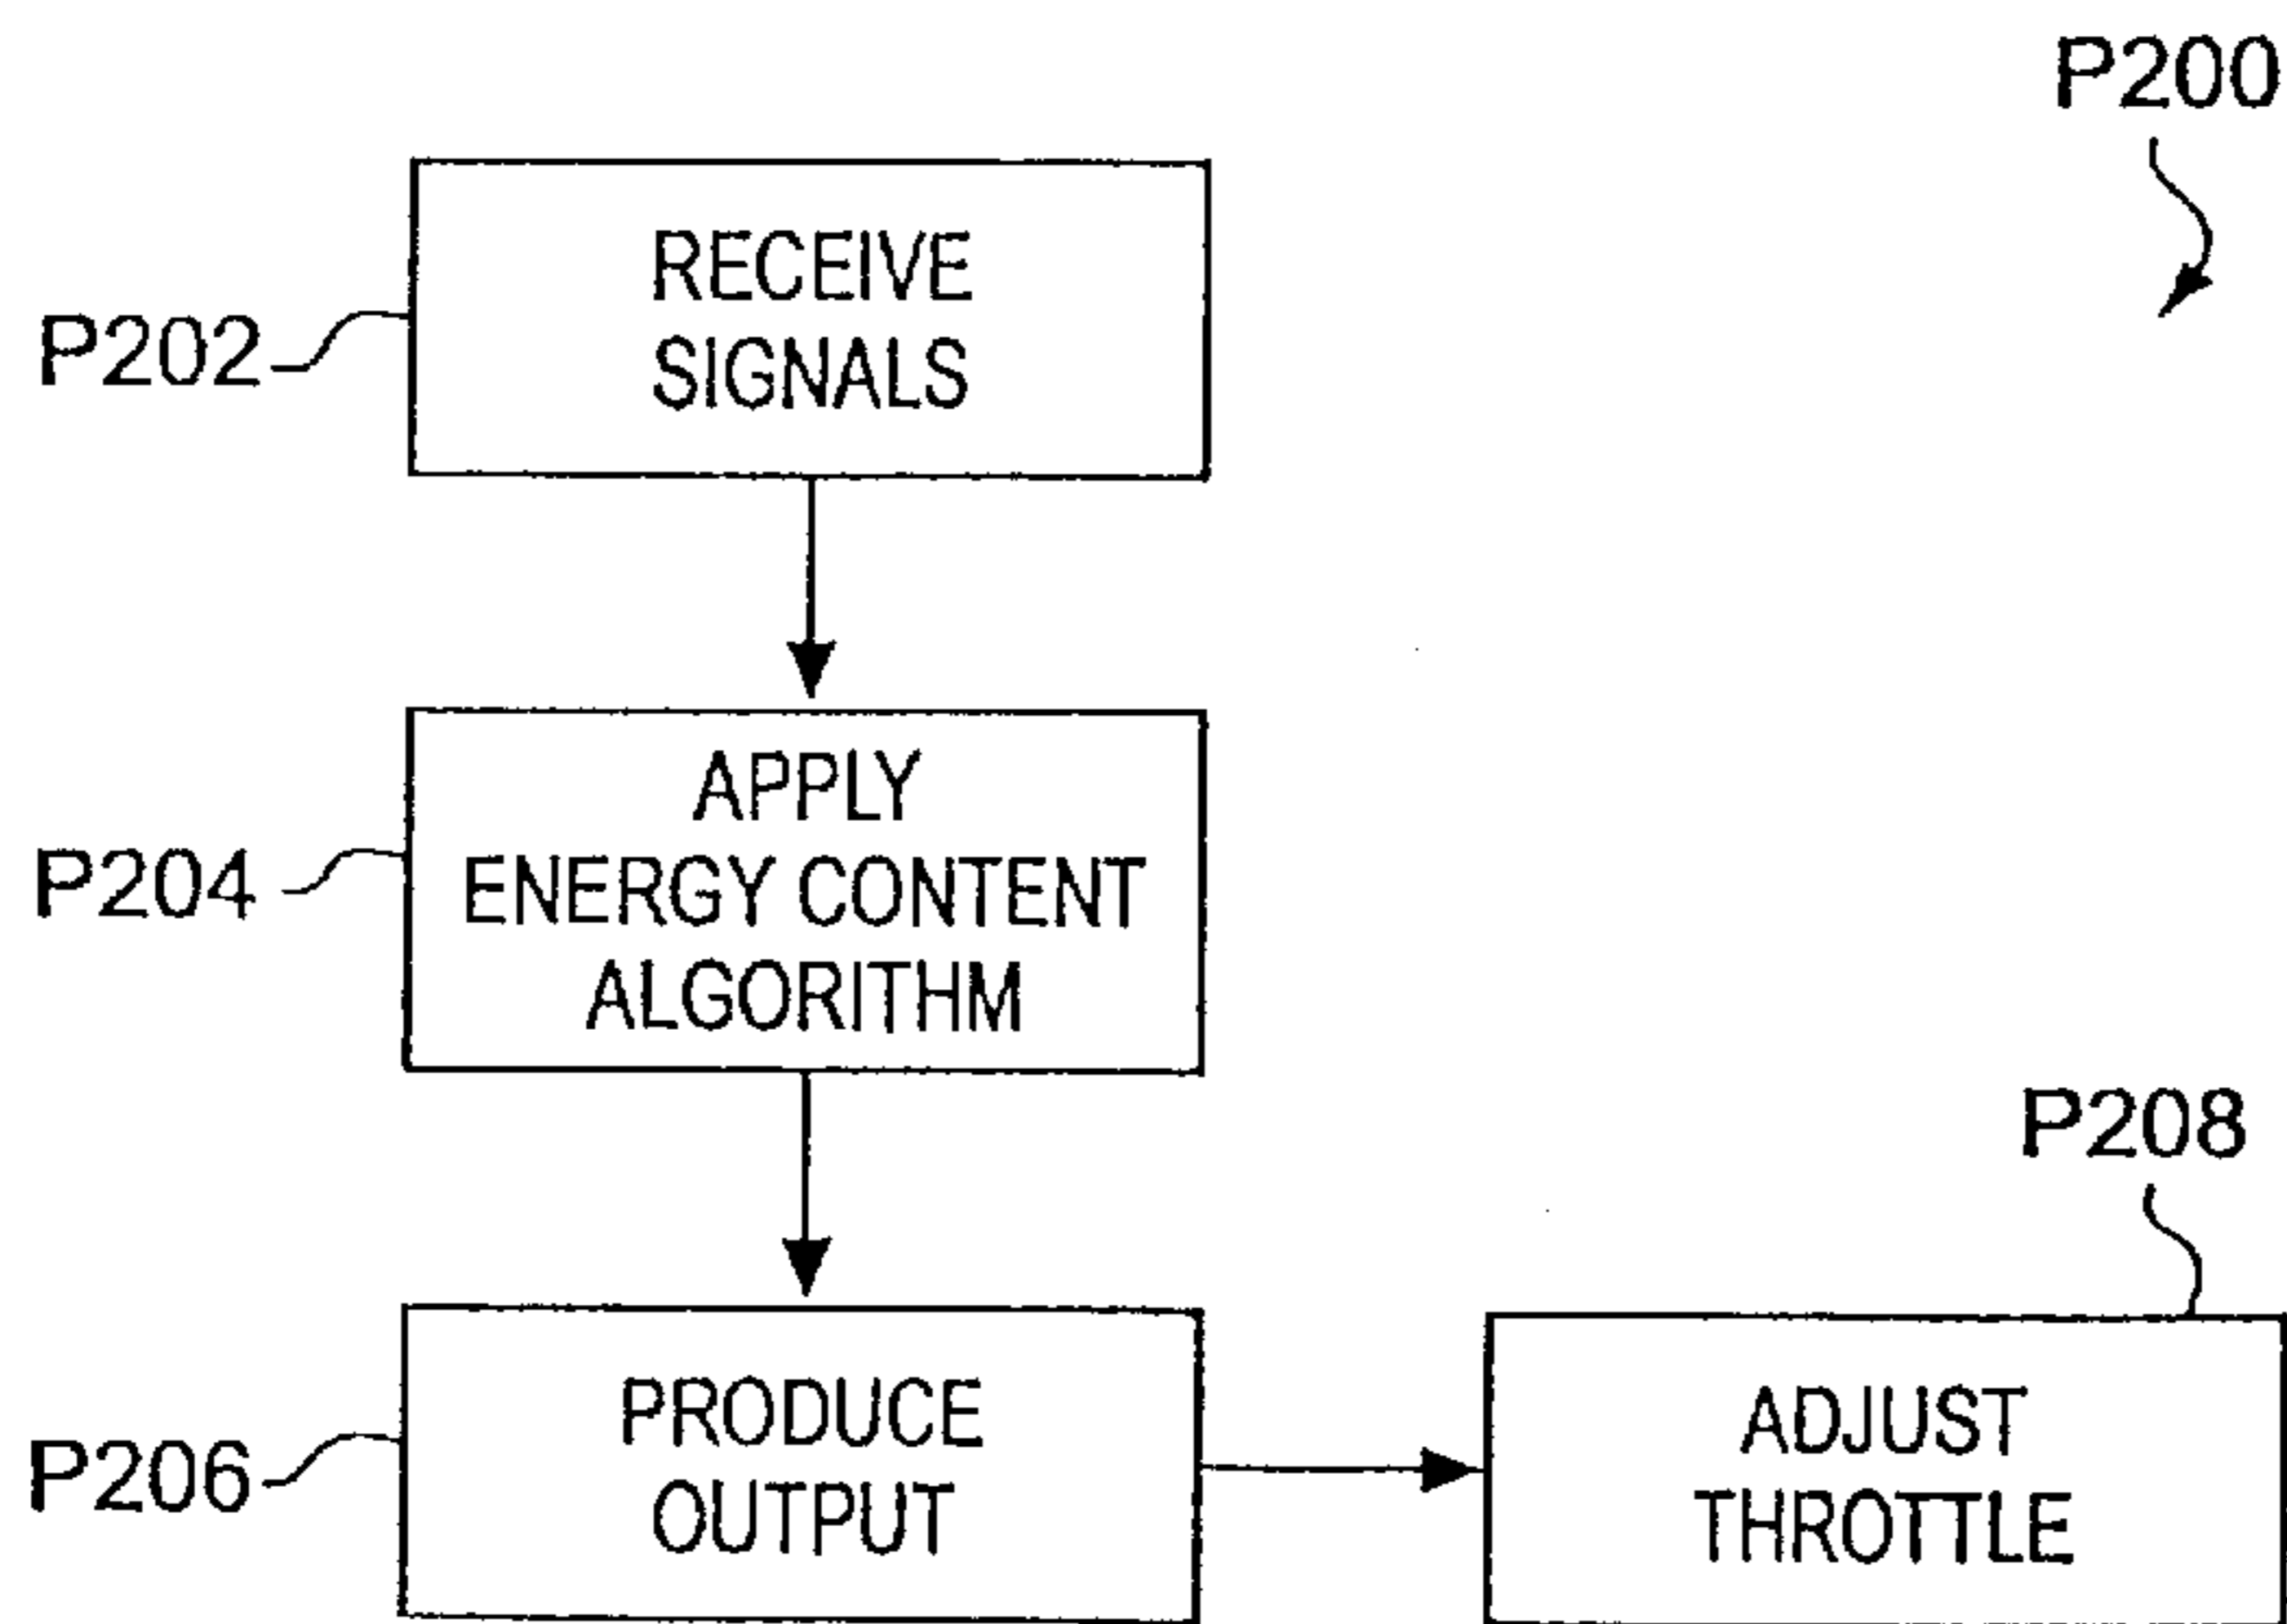 P200
P202
RECEIVE
SIGNALS
P204
APPLY
ENERGY CONTENT
ALGORITHM
P208
P206
PRODUCE
OUTPUT
ADJUST
THROTTLE